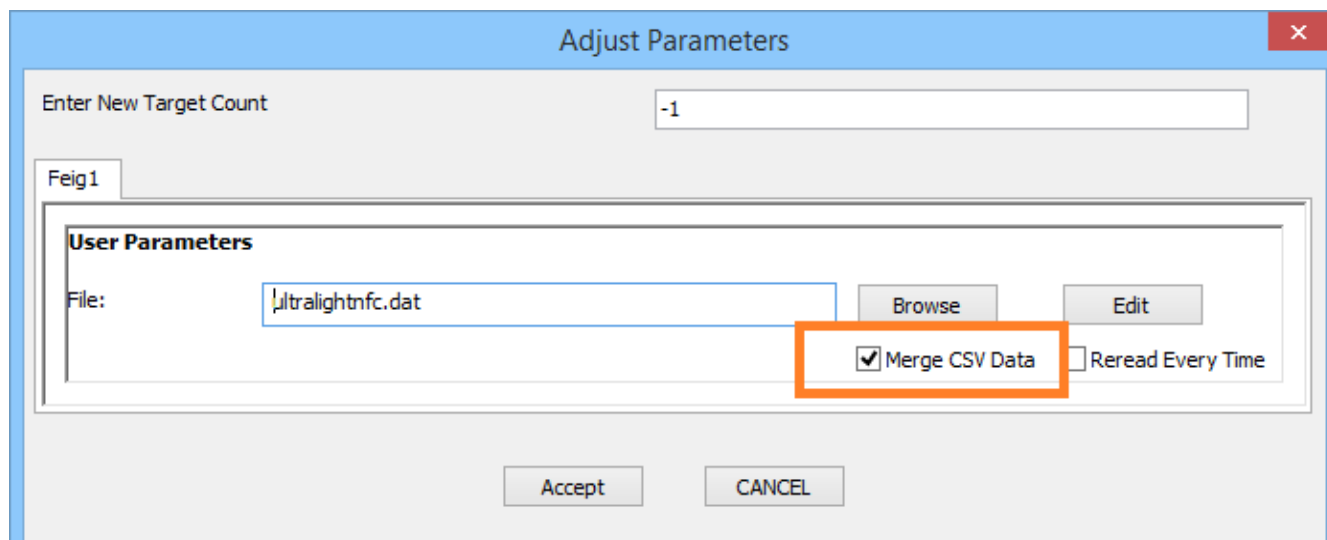 Adjust Parameters
Enter New Target Count
-1
Feig1
User Parameters
File:
ultralightnfc.dat
Browse
Edit
Merge CSV Data
Reread Every Time
Accept
CANCEL